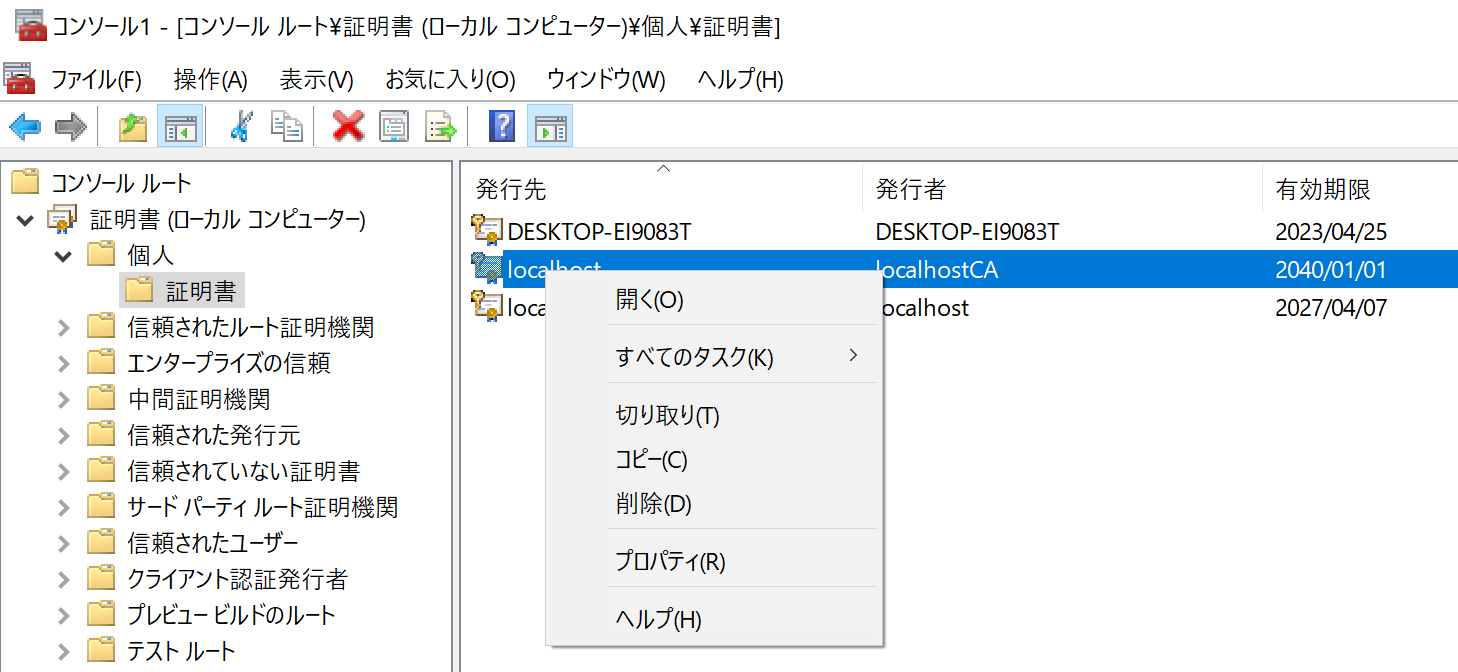 コンソール1 - [コンソール ルート¥証明書 (ローカル コンピューター)¥個人¥証明書]
ファイル(F) 操作(A) 表示(V) お気に入り(O) ウィンドウ(W) ヘルプ(H)
コンソール ルート
証明書 (ローカル コンピューター)
個人
証明書
信頼されたルート証明機関
エンタープライズの信頼
中間証明機関
信頼された発行元
信頼されていない証明書
サード パーティ ルート証明機関
信頼されたユーザー
クライアント認証発行者
プレビュー ビルドのルート
テスト ルート
発行先 発行者 有効期限
DESKTOP-EI9083T DESKTOP-EI9083T 2023/04/25
localhost localhostCA 2040/01/01
loca ocalhost 2027/04/07
開く(O)
すべてのタスク(K)
切り取り(T)
コピー(C)
削除(D)
プロパティ(R)
ヘルプ(H)